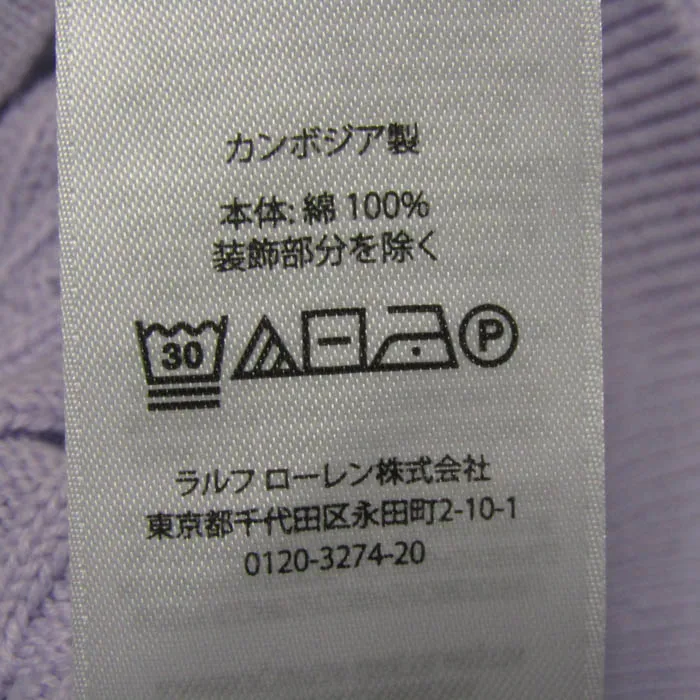 カンボジア製
本体: 綿 100%
装飾部分を除く
30 P
ラルフ ローレン株式会社
東京都千代田区永田町2-10-1
0120-3274-20